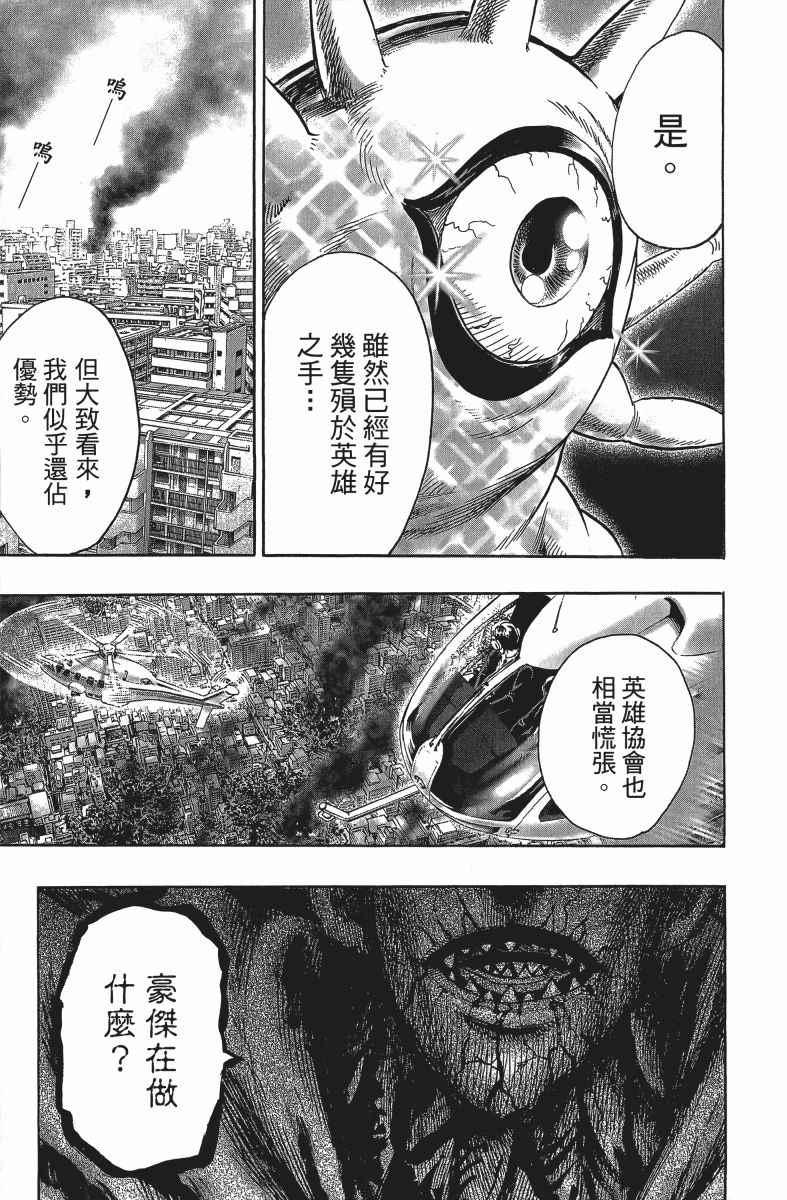 是。
雖然已經有好
幾隻殞於英雄
之手…
嗚
嗚
但大致看來，
我們似乎還佔
優勢。
英雄協會也
相當慌張。
豪傑在做
什麼？